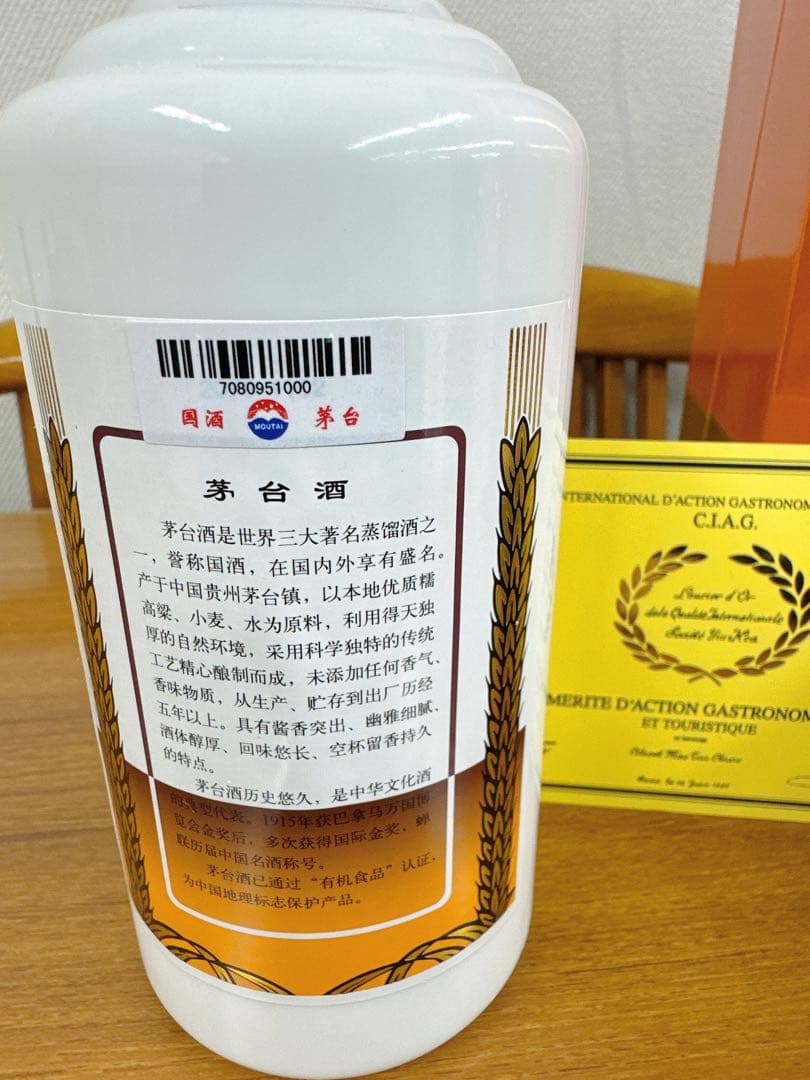 7080951000
国酒 MOUTAI 茅台
茅台酒
茅台酒是世界三大著名蒸馏酒之
一，誉称国酒，在国内外享有盛名。
产于中国贵州茅台镇，以本地优质糯
高粱、小麦、水为原料，利用得天独
厚的自然环境，采用科学独特的传统
工艺精心酿制而成，未添加任何香气、
香味物质，从生产、贮存到出厂历经
五年以上。具有酱香突出、幽雅细腻、
酒体醇厚、回味悠长、空杯留香持久
的特点。
茅台酒历史悠久，是中华文化酒
的典型代表。1915年获巴拿马万国博
览会金奖后，多次获得国际金奖，蝉
联历届中国名酒称号。
茅台酒已通过“有机食品”认证，
为中国地理标志保护产品。
INTERNATIONAL D'ACTION GASTRONOM
C.I.A.G.
Laurier d'Or
de la Qualité Internationale
MERITE D'ACTION GASTRONOM
ET TOURISTIQUE